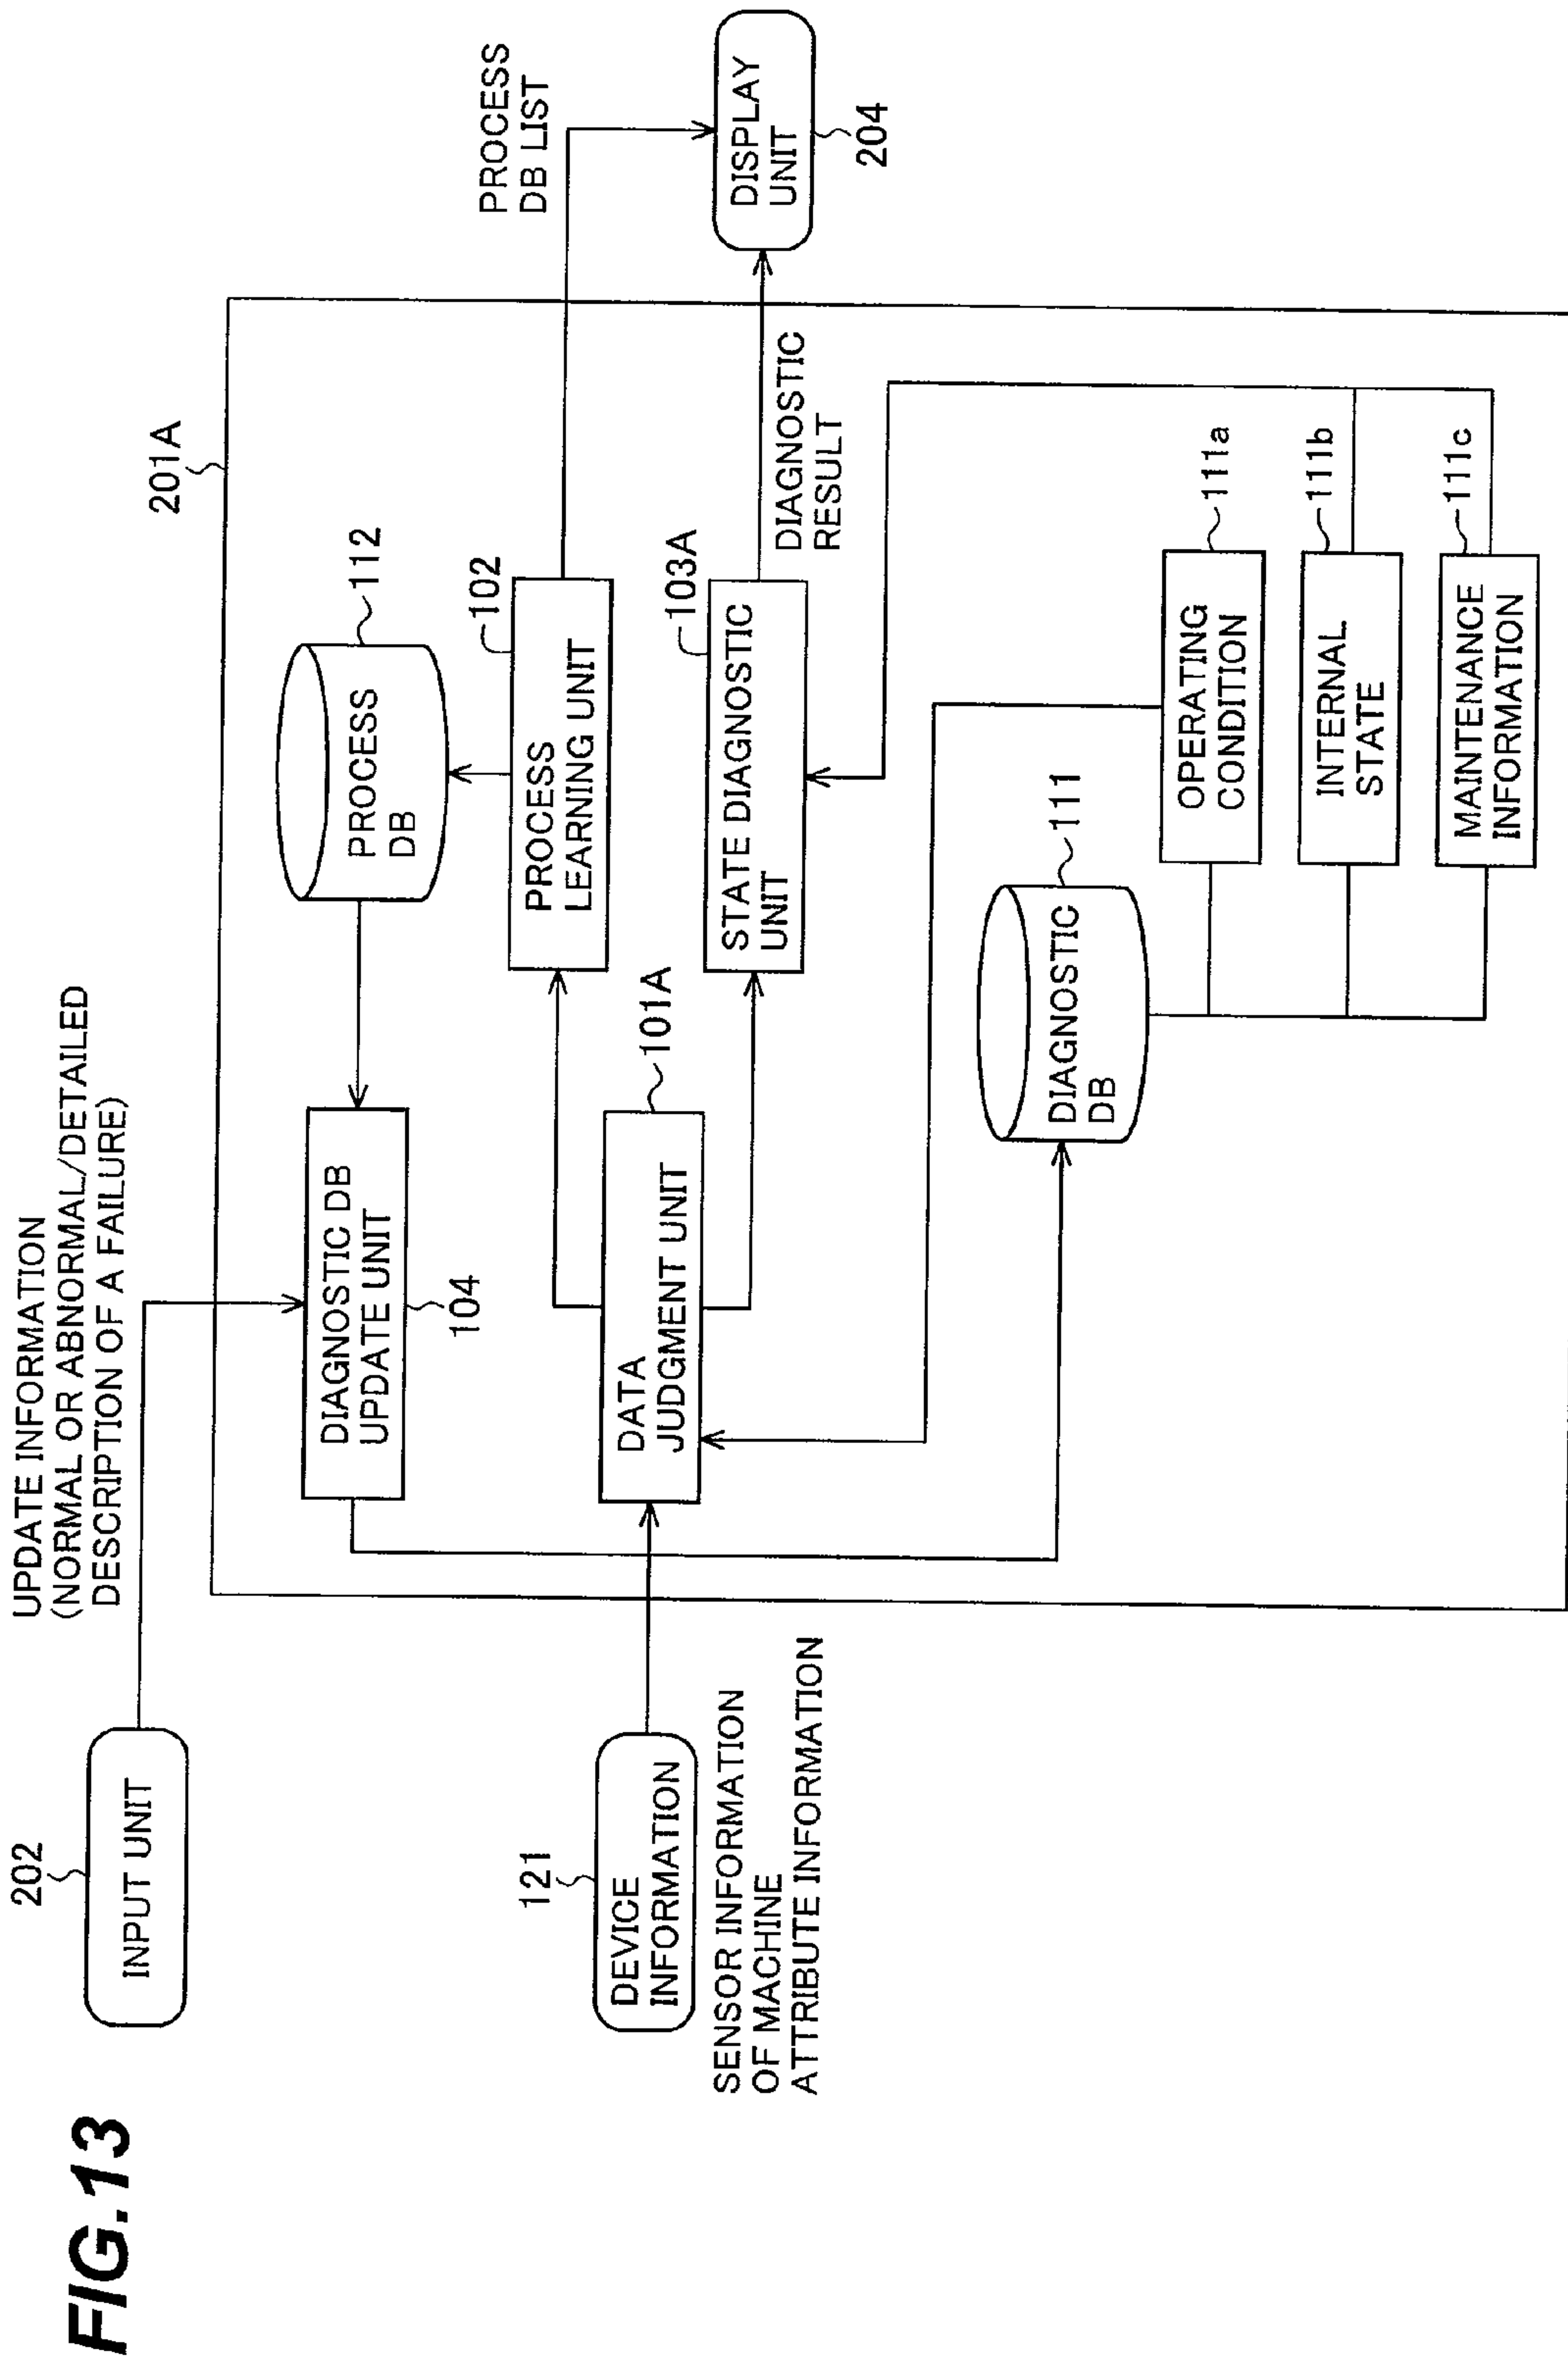 FIG.13
202
INPUT UNIT
UPDATE INFORMATION
(NORMAL OR ABNORMAL/DETAILED
DESCRIPTION OF A FAILURE)
201A
DIAGNOSTIC DB
UPDATE UNIT
104
PROCESS
DB
112
121
DEVICE
INFORMATION
SENSOR INFORMATION
OF MACHINE
ATTRIBUTE INFORMATION
DATA
JUDGMENT UNIT
101A
PROCESS
LEARNING UNIT
102
PROCESS
DB LIST
STATE DIAGNOSTIC
UNIT
103A
DIAGNOSTIC
RESULT
DISPLAY
UNIT
204
DIAGNOSTIC
DB
111
OPERATING
CONDITION
111a
INTERNAL
STATE
111b
MAINTENANCE
INFORMATION
111c